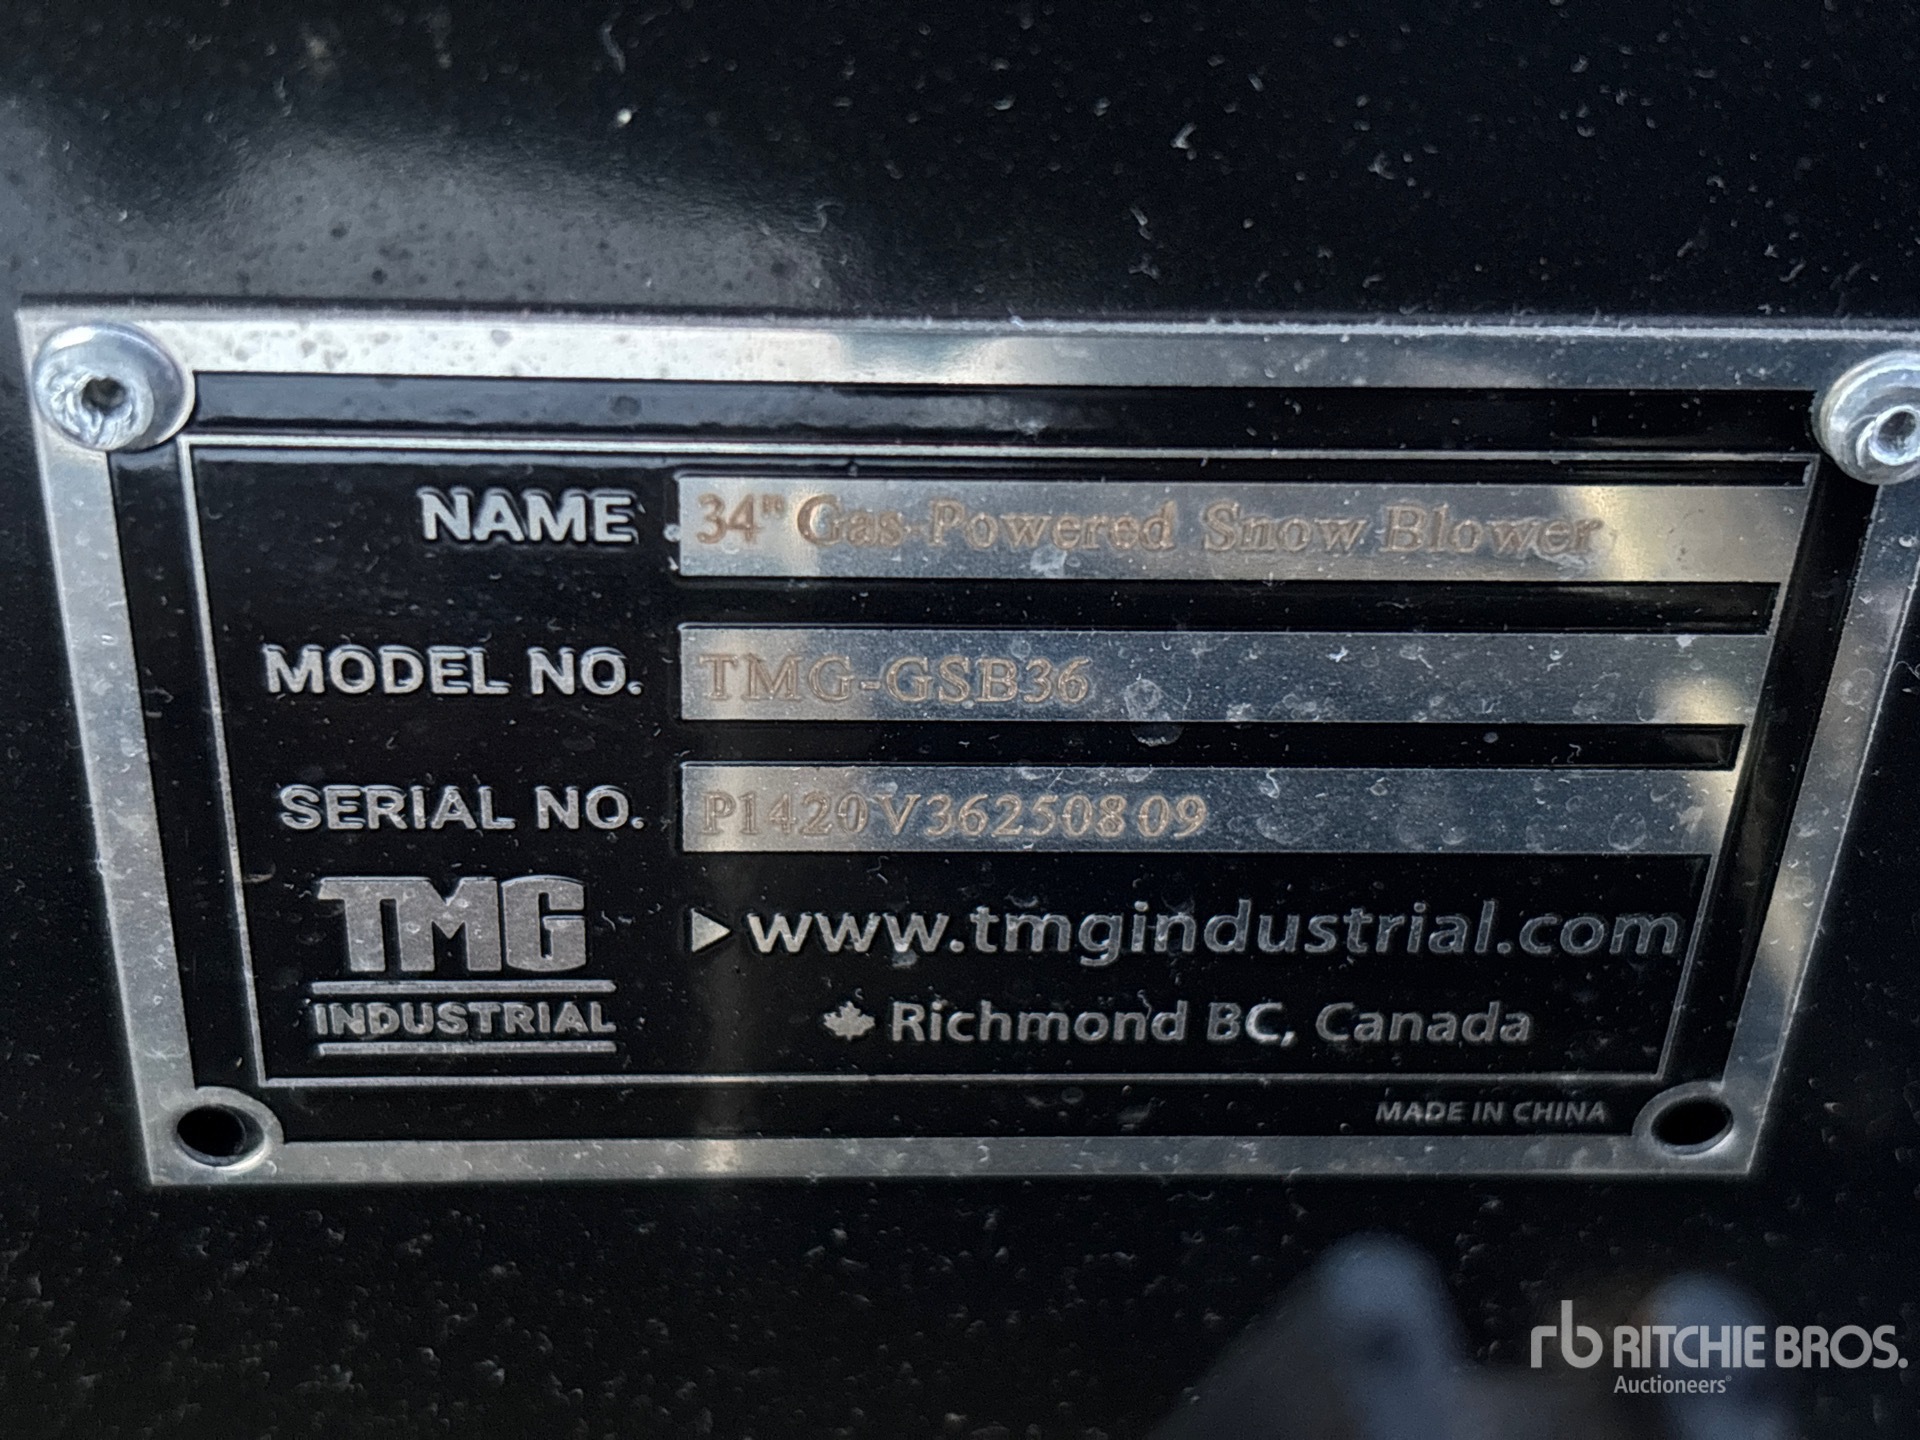 NAME 34" Gas-Powered Snow Blower
MODEL NO. TMG-GSB36
SERIAL NO. P1420V36250809
TMG
INDUSTRIAL
www.tmgindustrial.com
Richmond BC, Canada
MADE IN CHINA
rb RITCHIE BROS.
Auctioneers